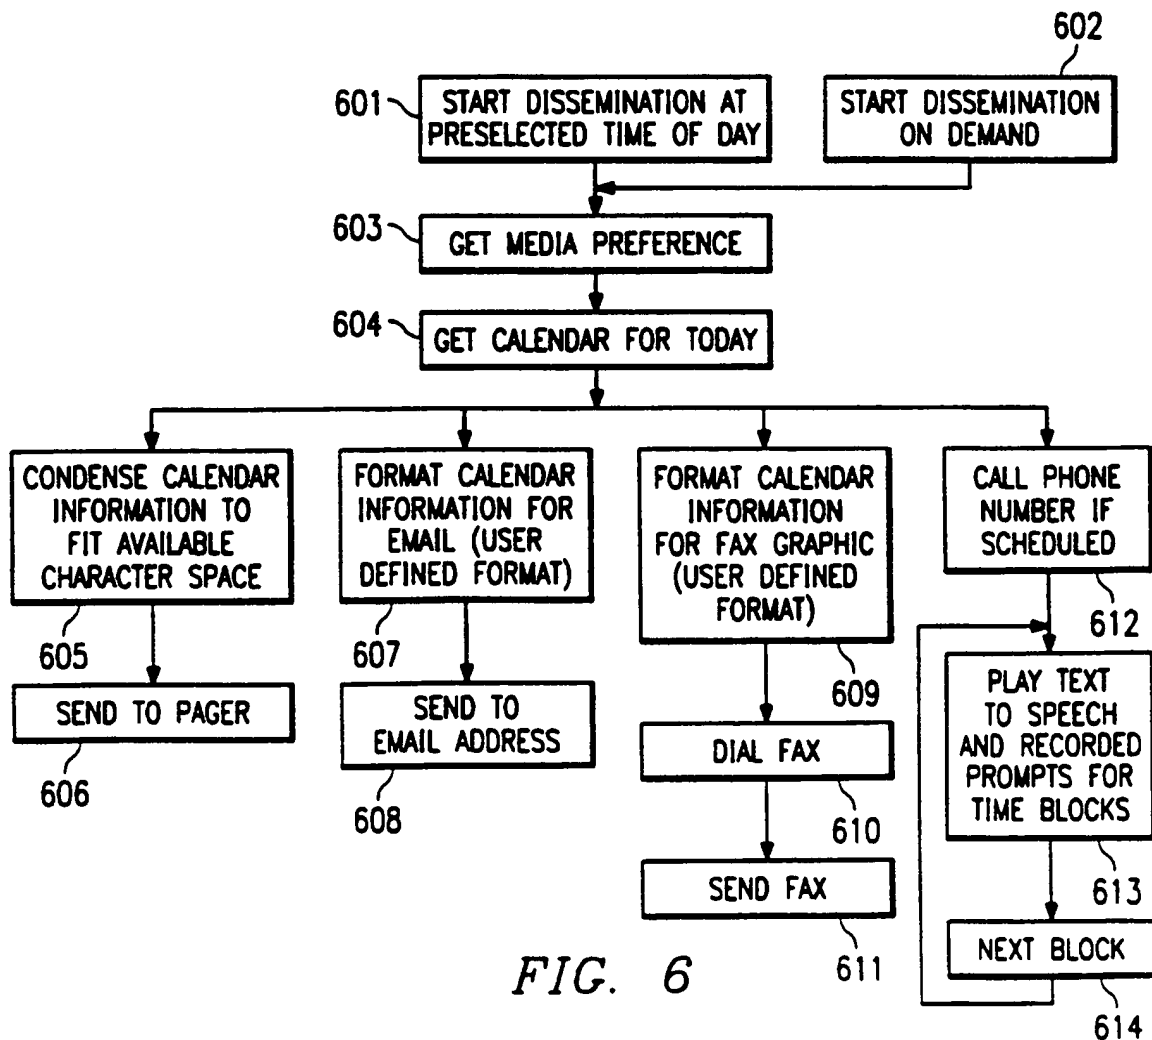 602
601
START DISSEMINATION AT
PRESELECTED TIME OF DAY
START DISSEMINATION
ON DEMAND
603
GET MEDIA PREFERENCE
604
GET CALENDAR FOR TODAY
CONDENSE CALENDAR
INFORMATION TO
FIT AVAILABLE
CHARACTER SPACE
605
SEND TO PAGER
606
FORMAT CALENDAR
INFORMATION FOR
EMAIL (USER
DEFINED FORMAT)
607
SEND TO
EMAIL ADDRESS
608
FORMAT CALENDAR
INFORMATION
FOR FAX GRAPHIC
(USER DEFINED
FORMAT)
609
DIAL FAX
610
SEND FAX
611
CALL PHONE
NUMBER IF
SCHEDULED
612
PLAY TEXT
TO SPEECH
AND RECORDED
PROMPTS FOR
TIME BLOCKS
613
NEXT BLOCK
614
FIG. 6